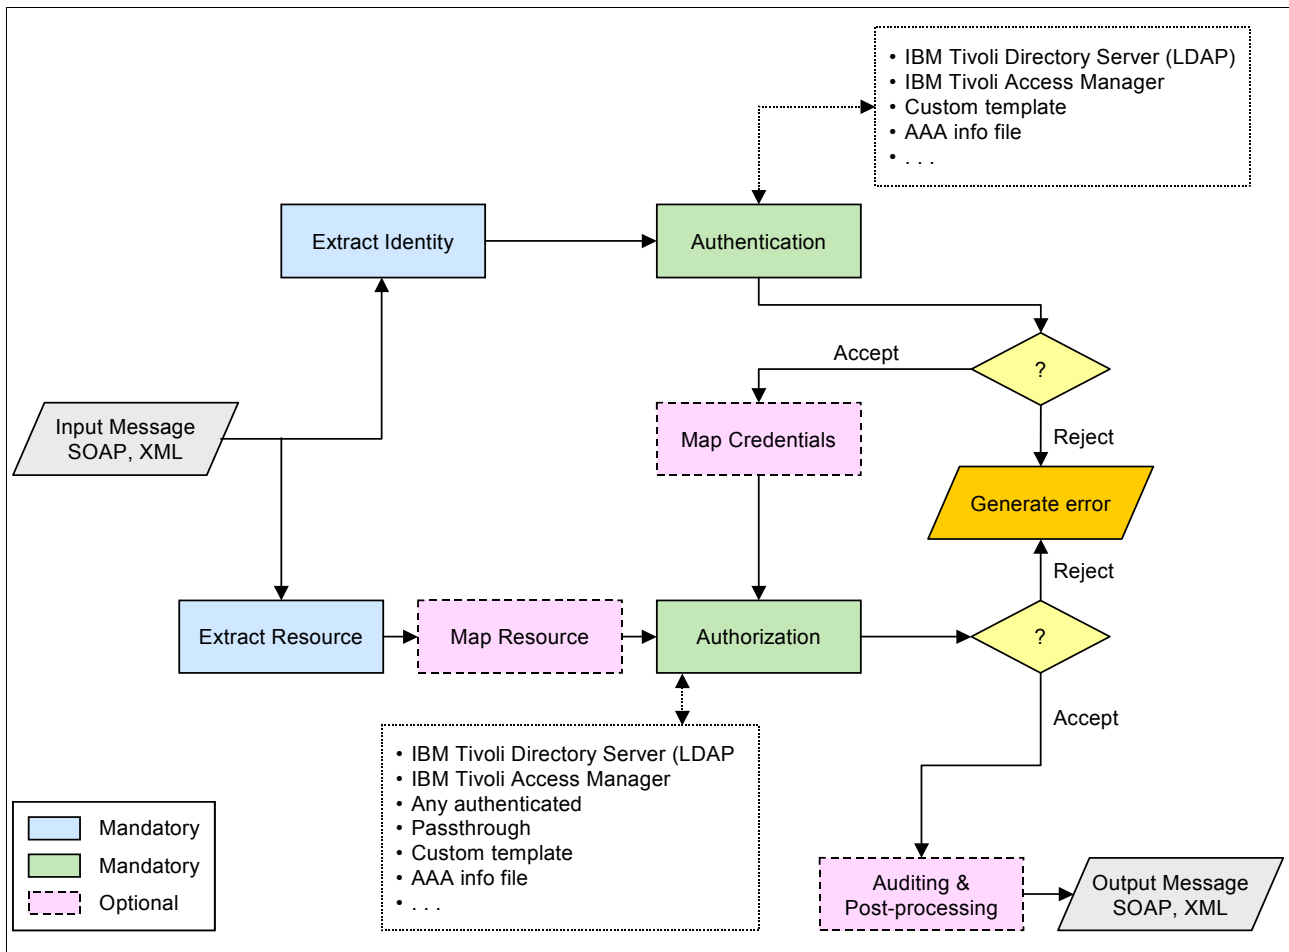 • IBM Tivoli Directory Server (LDAP)
• IBM Tivoli Access Manager
• Custom template
• AAA info file
• . . .
Extract Identity
Authentication
Accept
?
Input Message
SOAP, XML
Map Credentials
Reject
Generate error
Reject
Extract Resource
Map Resource
Authorization
?
Accept
• IBM Tivoli Directory Server (LDAP
• IBM Tivoli Access Manager
• Any authenticated
• Passthrough
• Custom template
• AAA info file
• . . .
Mandatory
Mandatory
Optional
Auditing &
Post-processing
Output Message
SOAP, XML